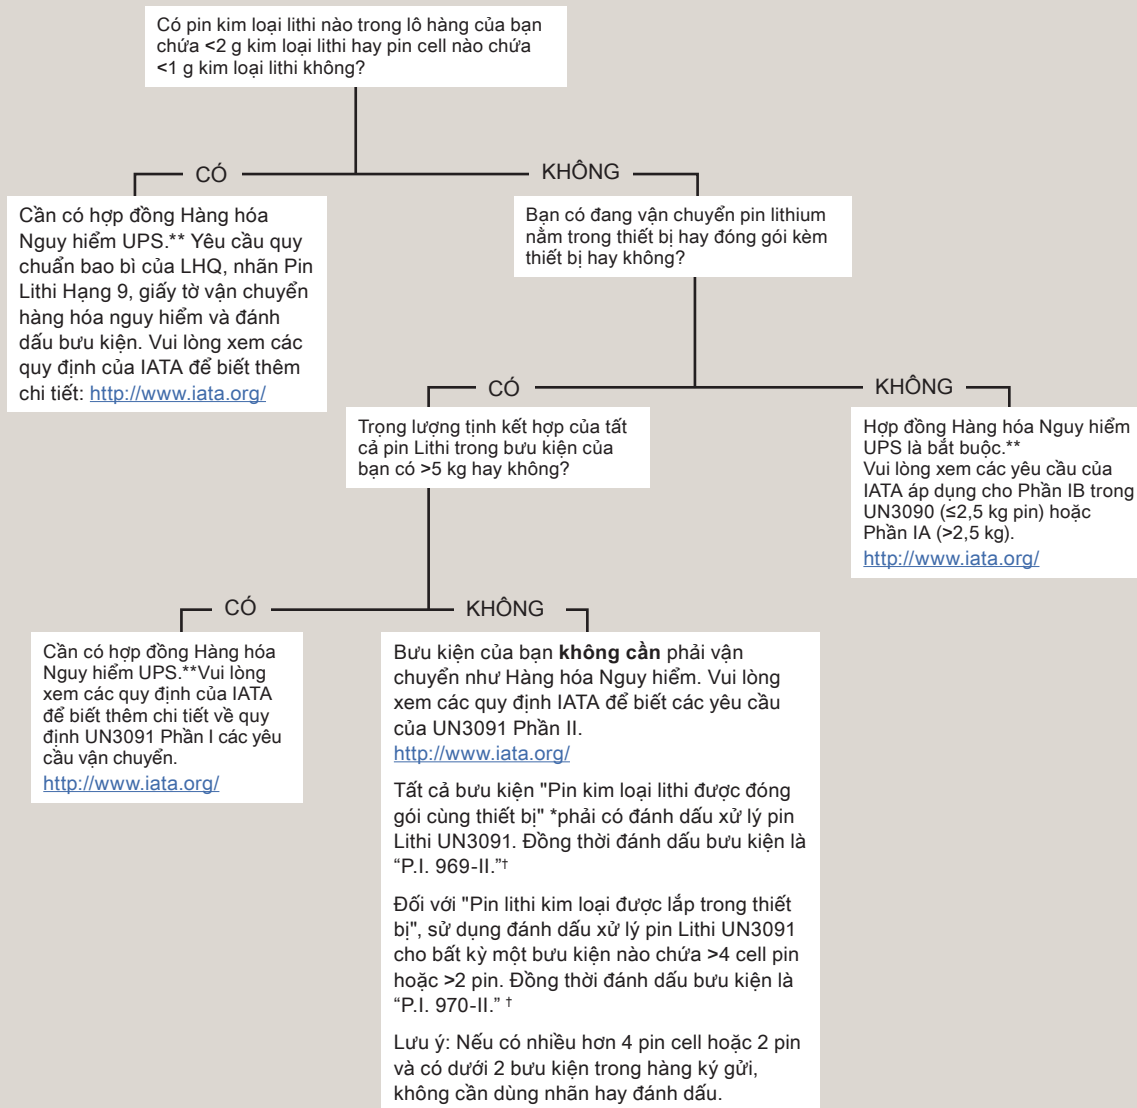 Có pin kim loại lithi nào trong lô hàng của bạn
chứa <2 g kim loại lithi hay pin cell nào chứa
<1 g kim loại lithi không?
CÓ
KHÔNG
Cần có hợp đồng Hàng hóa
Nguy hiểm UPS.** Yêu cầu quy
chuẩn bao bì của LHQ, nhãn Pin
Lithi Hạng 9, giấy tờ vận chuyển
hàng hóa nguy hiểm và đánh
dấu bưu kiện. Vui lòng xem các
quy định của IATA để biết thêm
chi tiết: http://www.iata.org/
Bạn có đang vận chuyển pin lithium
nằm trong thiết bị hay đóng gói kèm
thiết bị hay không?
CÓ
KHÔNG
Trọng lượng tịnh kết hợp của tất
cả pin Lithi trong bưu kiện của
bạn có >5 kg hay không?
Hợp đồng Hàng hóa Nguy hiểm
UPS là bắt buộc.**
Vui lòng xem các yêu cầu của
IATA áp dụng cho Phần IB trong
UN3090 (≤2,5 kg pin) hoặc
Phần IA (>2,5 kg).
http://www.iata.org/
CÓ
KHÔNG
Cần có hợp đồng Hàng hóa
Nguy hiểm UPS.**Vui lòng
xem các quy định của IATA
để biết thêm chi tiết về quy
định UN3091 Phần I các yêu
cầu vận chuyển.
http://www.iata.org/
Bưu kiện của bạn không cần phải vận
chuyển như Hàng hóa Nguy hiểm. Vui lòng
xem các quy định IATA để biết các yêu cầu
của UN3091 Phần II.
http://www.iata.org/
Tất cả bưu kiện "Pin kim loại lithi được đóng
gói cùng thiết bị" *phải có đánh dấu xử lý pin
Lithi UN3091. Đồng thời đánh dấu bưu kiện là
“P.I. 969-II.”†
Đối với "Pin lithi kim loại được lắp trong thiết
bị", sử dụng đánh dấu xử lý pin Lithi UN3091
cho bất kỳ một bưu kiện nào chứa >4 cell pin
hoặc >2 pin. Đồng thời đánh dấu bưu kiện là
“P.I. 970-II.” †
Lưu ý: Nếu có nhiều hơn 4 pin cell hoặc 2 pin
và có dưới 2 bưu kiện trong hàng ký gửi,
không cần dùng nhãn hay đánh dấu.